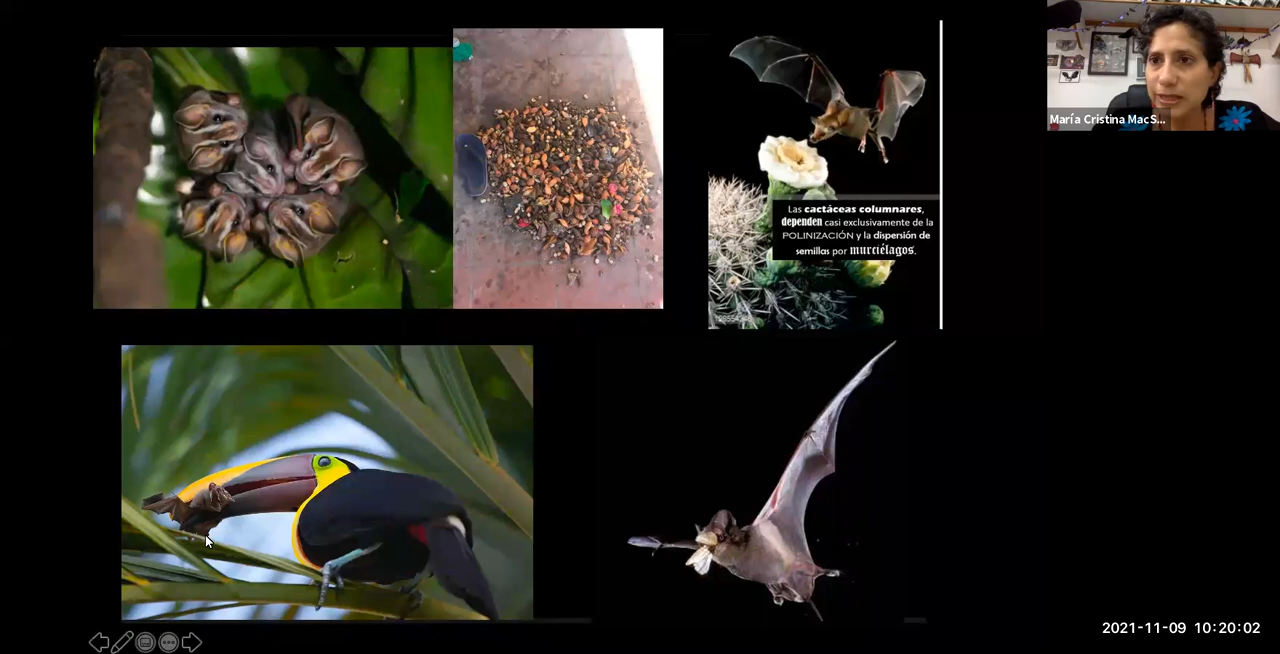 María Cristina Mac S...
Las cactáceas columnares,
dependen casi exclusivamente de la
POLINIZACIÓN y la dispersión de
semillas por murciélagos.
2021-11-09 10:20:02